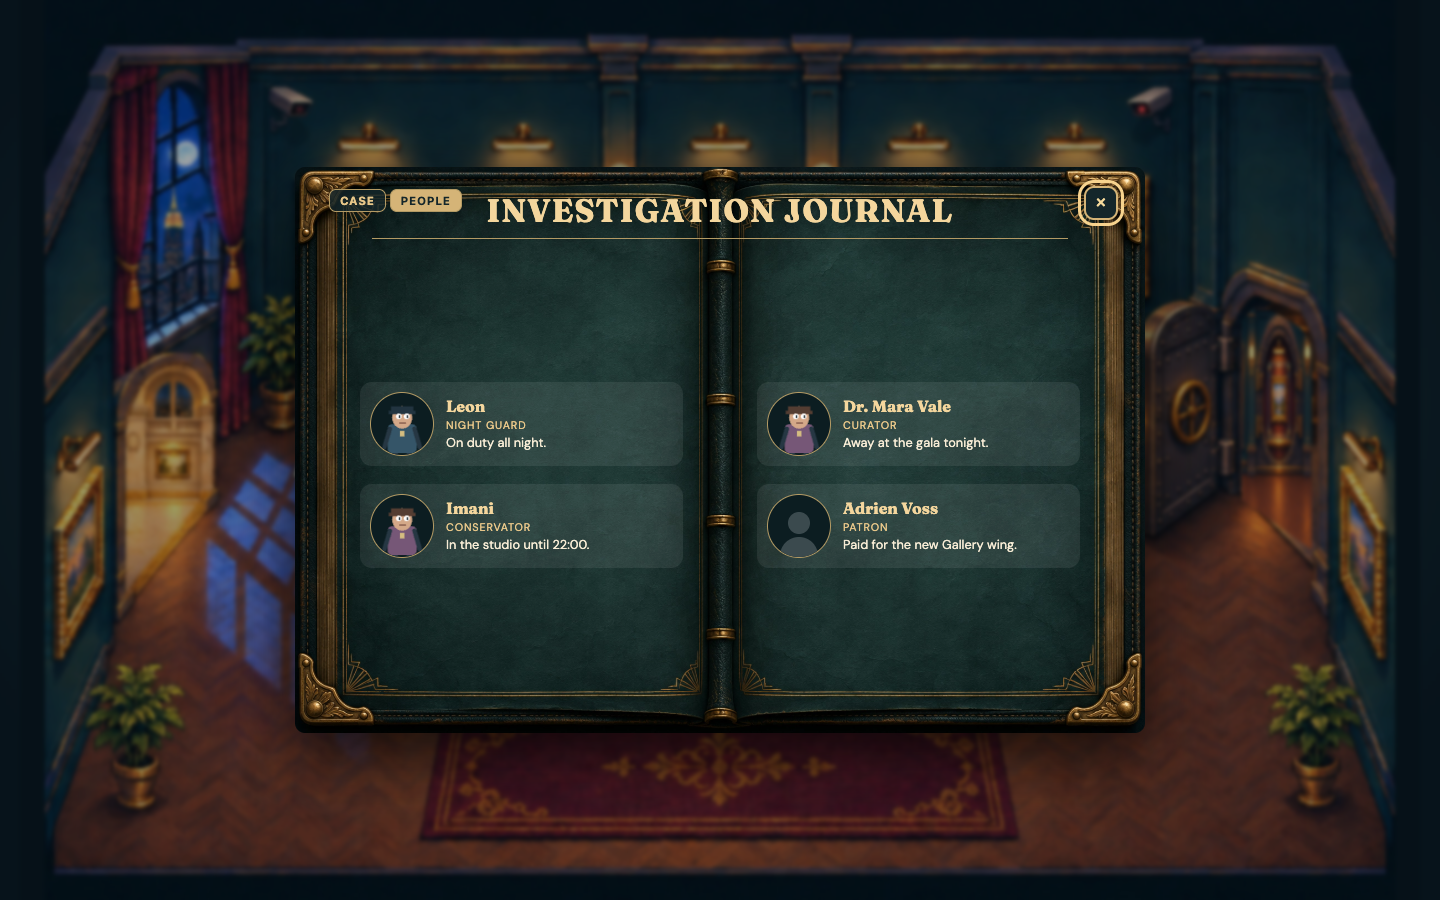 CASE
PEOPLE
INVESTIGATION JOURNAL
×
Leon
NIGHT GUARD
On duty all night.
Imani
CONSERVATOR
In the studio until 22:00.
Dr. Mara Vale
CURATOR
Away at the gala tonight.
Adrien Voss
PATRON
Paid for the new Gallery wing.